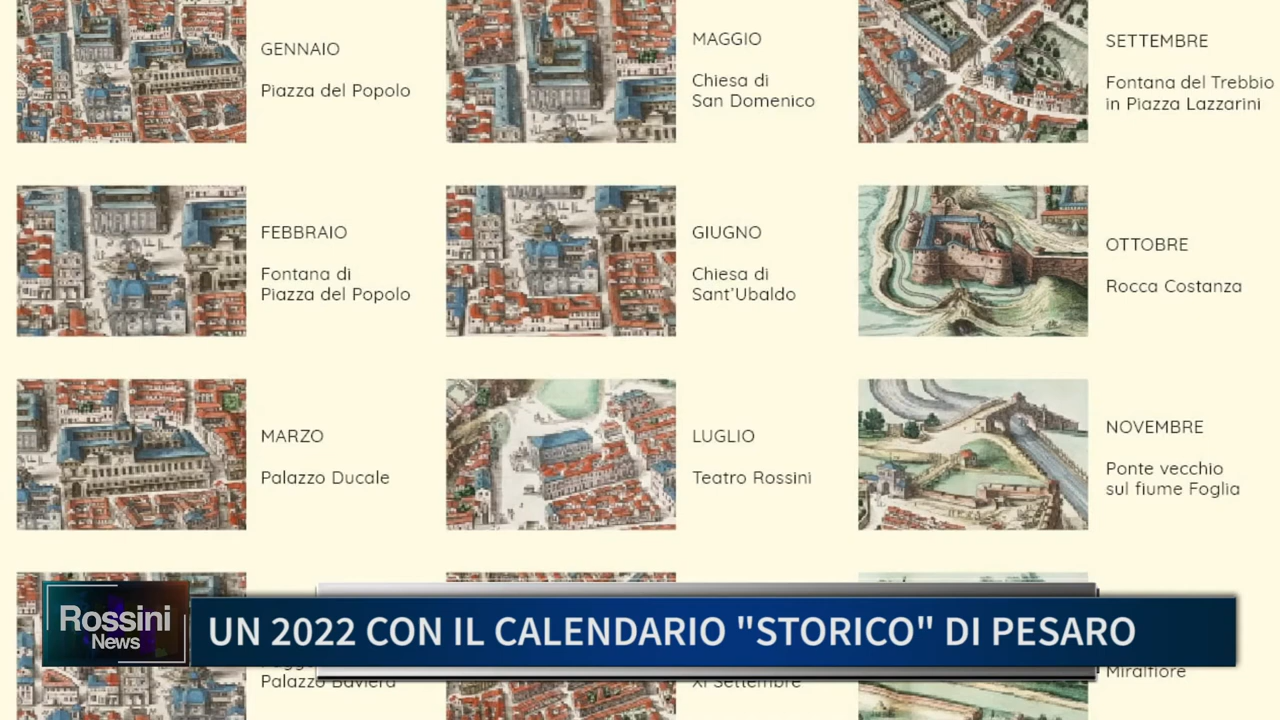 GENNAIO
Piazza del Popolo
MAGGIO
Chiesa di
San Domenico
SETTEMBRE
Fontana del Trebbio
in Piazza Lazzarini
FEBBRAIO
Fontana di
Piazza del Popolo
GIUGNO
Chiesa di
Sant'Ubaldo
OTTOBRE
Rocca Costanza
MARZO
Palazzo Ducale
LUGLIO
Teatro Rossini
NOVEMBRE
Ponte vecchio
sul fiume Foglia
Rossini
News
UN 2022 CON IL CALENDARIO "STORICO" DI PESARO
Palazzo Baviera
XI Settembre
Miralfiore